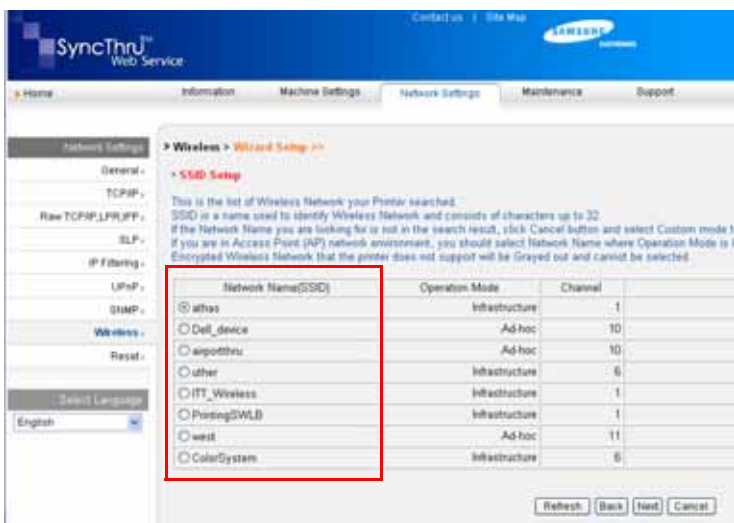 Contact us | Site Map
SAMSUNG
ELECTRONICS
SyncThru™
Web Service
Home
Information Machine Settings Network Settings Maintenance Support
Network Settings
General
TCP/IP
Raw TCP/IP,LPR,IPP
SLP
IP Filtering
UPnP
SNMP
Wireless
Reset
Select Language
English
Wireless > Wizard Setup >>
SSID Setup
This is the list of Wireless Network your Printer searched.
SSID is a name used to identify Wireless Network and consists of characters up to 32.
If the Network Name you are looking for is not in the search result, click Cancel button and select Custom mode
If you are in Access Point (AP) network environment, you should select Network Name where Operation Mode is
Encrypted Wireless Network that the printer does not support will be Grayed out and cannot be selected.
Network Name(SSID) Operation Mode Channel
athas Infrastructure 1
Dell_device Ad-hoc 10
airportthru Ad-hoc 10
uther Infrastructure 6
ITT_Wireless Infrastructure 1
PrintingSWLB Infrastructure 1
west Ad-hoc 11
ColorSystem Infrastructure 6
Refresh Back Next Cancel